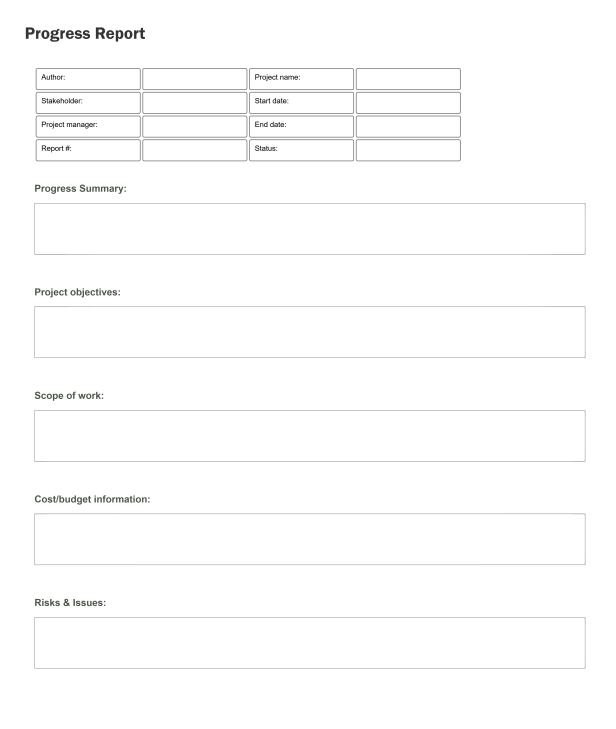 Progress Report
Author: Project name:
Stakeholder: Start date:
Project manager: End date:
Report #: Status:
Progress Summary:
Project objectives:
Scope of work:
Cost/budget information:
Risks & Issues: